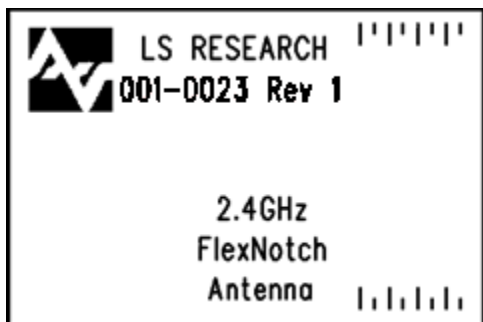 LS RESEARCH
001-0023 Rev 1
2.4GHz
FlexNotch
Antenna